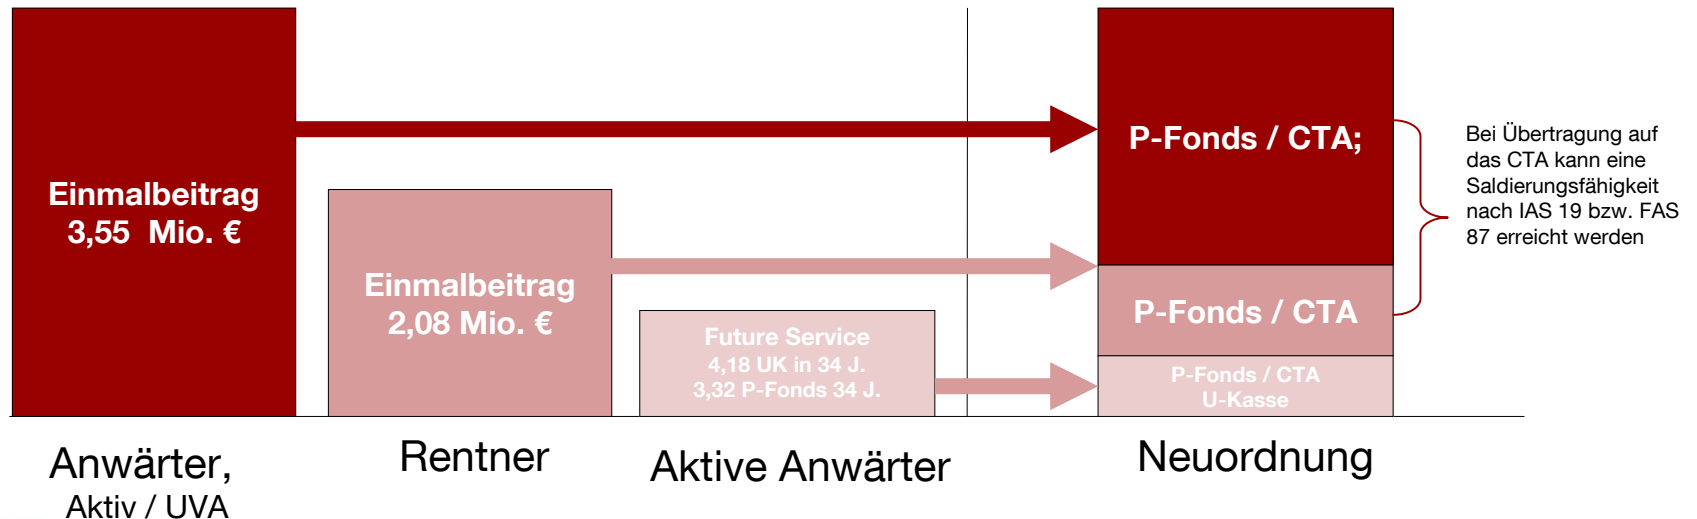 Einmalbeitrag
3,55 Mio. €
Einmalbeitrag
2,08 Mio. €
Future Service
4,18 UK in 34 J.
3,32 P-Fonds 34 J.
P-Fonds / CTA;
P-Fonds / CTA
P-Fonds / CTA
U-Kasse
Bei Übertragung auf
das CTA kann eine
Saldierungsfähigkeit
nach IAS 19 bzw. FAS
87 erreicht werden
Anwärter,
Aktiv / UVA
Rentner
Aktive Anwärter
Neuordnung